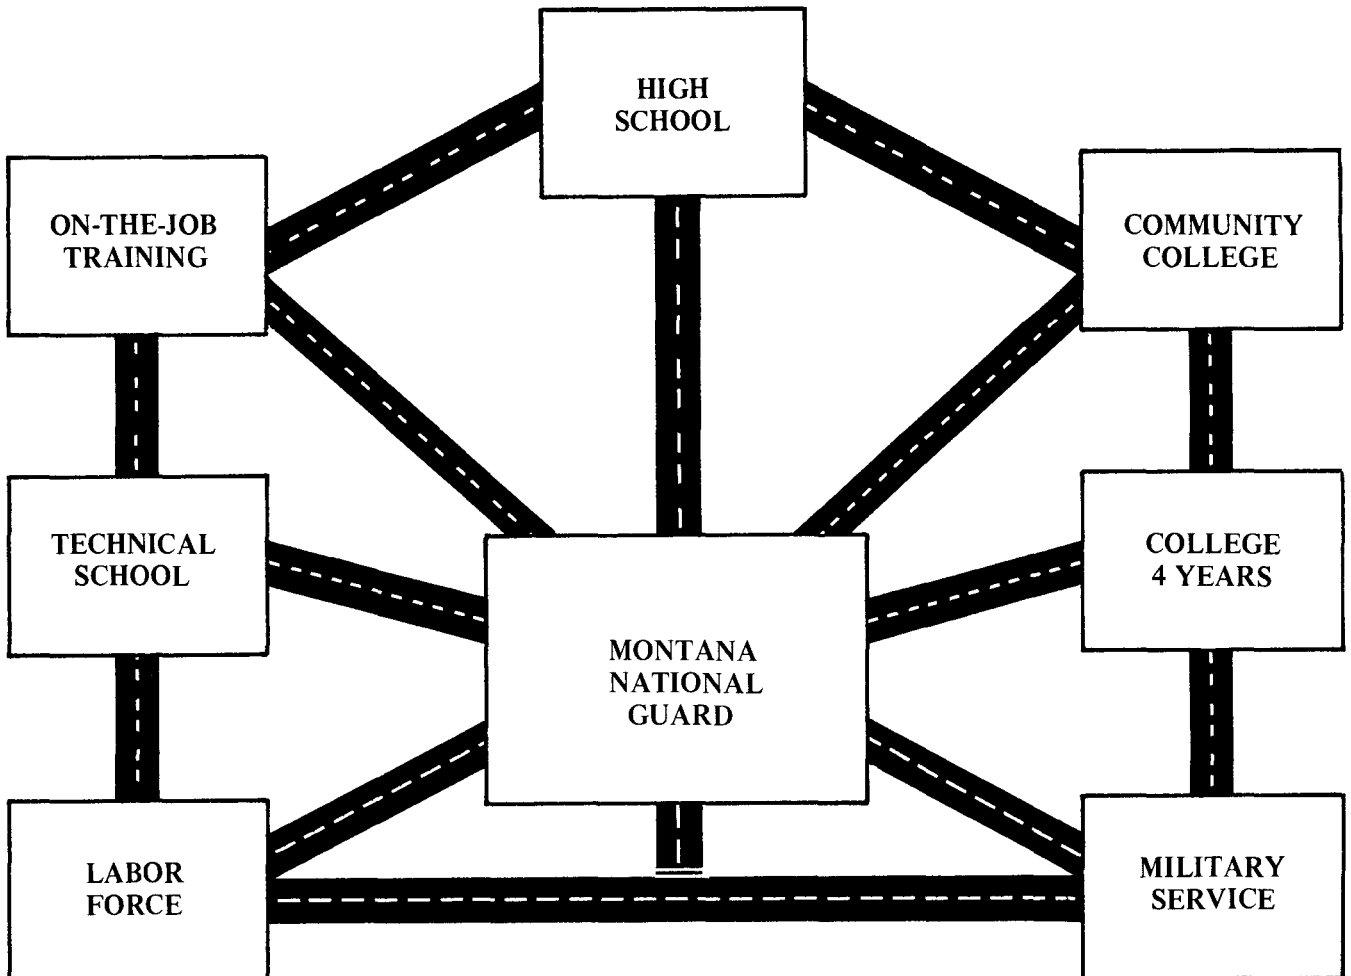 HIGH
SCHOOL
ON-THE-JOB
TRAINING
COMMUNITY
COLLEGE
TECHNICAL
SCHOOL
COLLEGE
4 YEARS
MONTANA
NATIONAL
GUARD
LABOR
FORCE
MILITARY
SERVICE